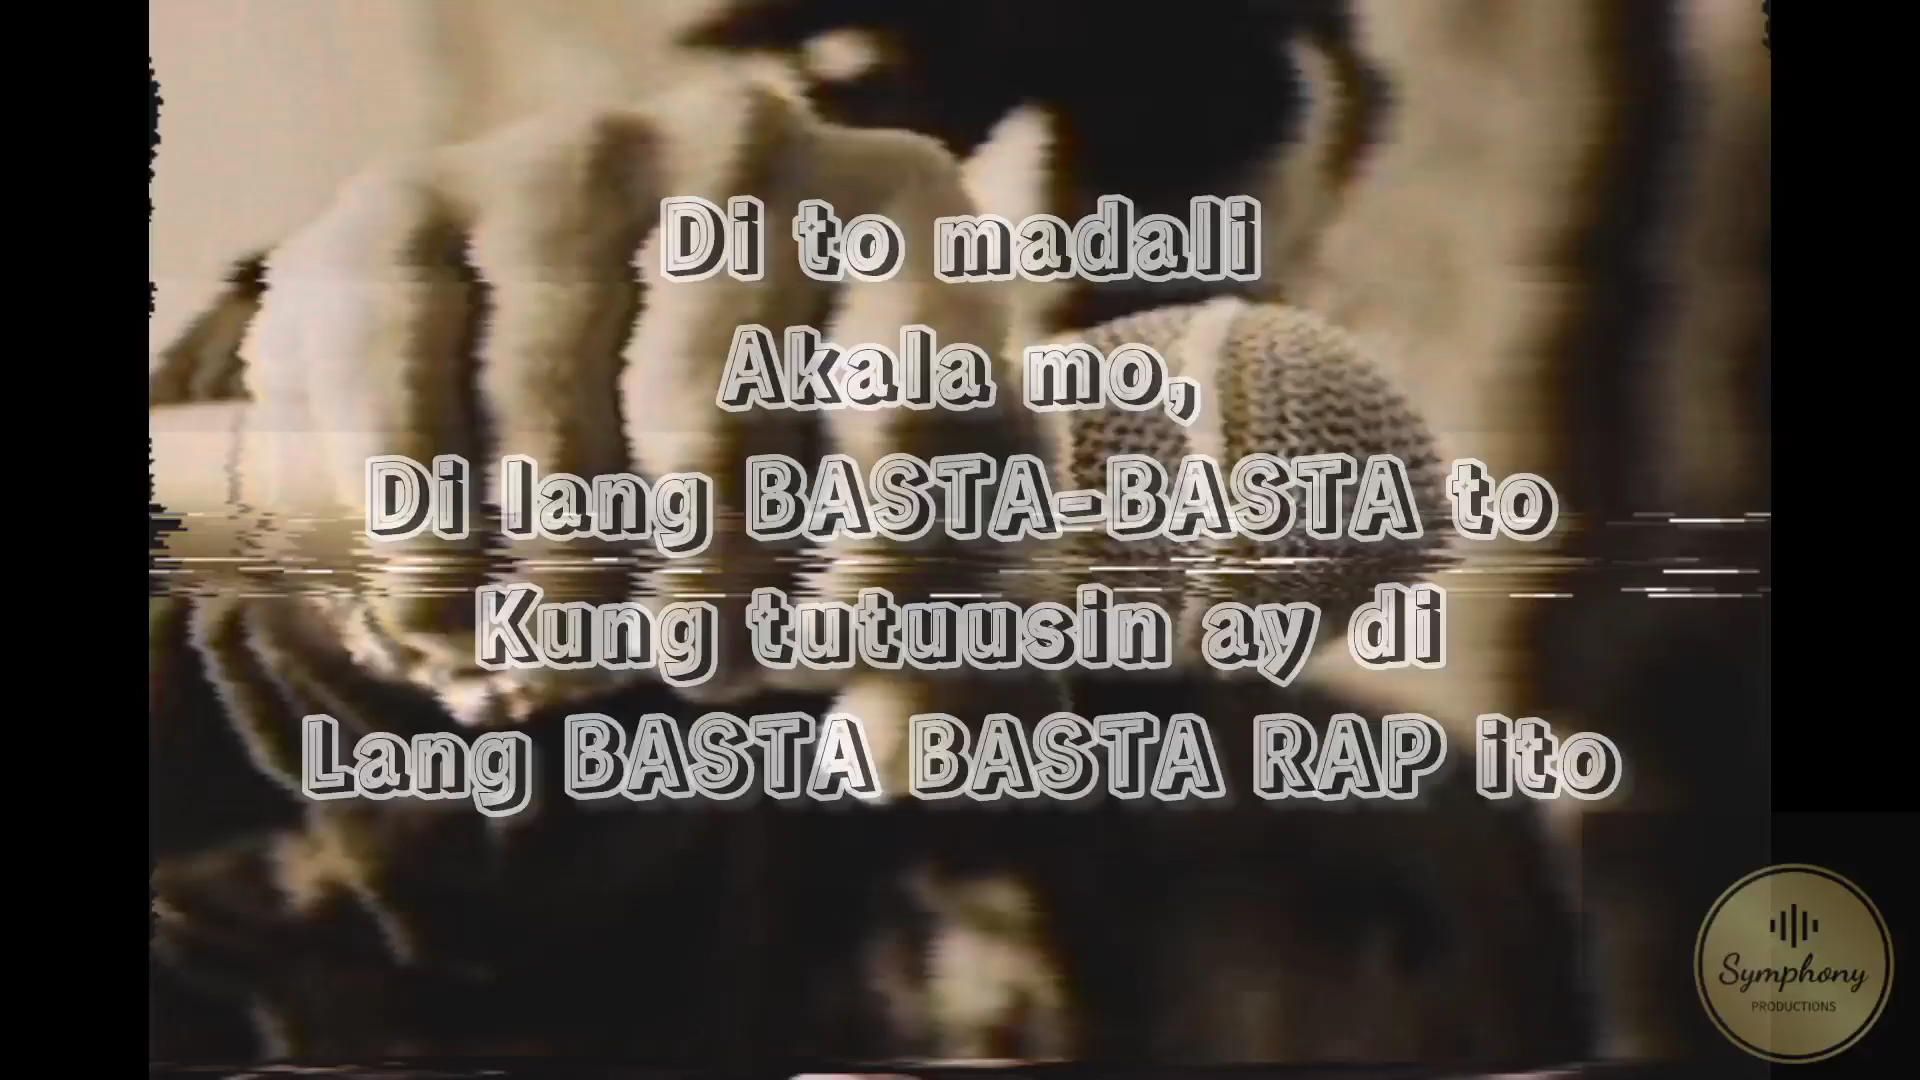 Di to madali
Akala mo,
Di lang BASTA-BASTA to
Kung tutuusin ay di
Lang BASTA BASTA RAP ito
Symphony
PRODUCTIONS